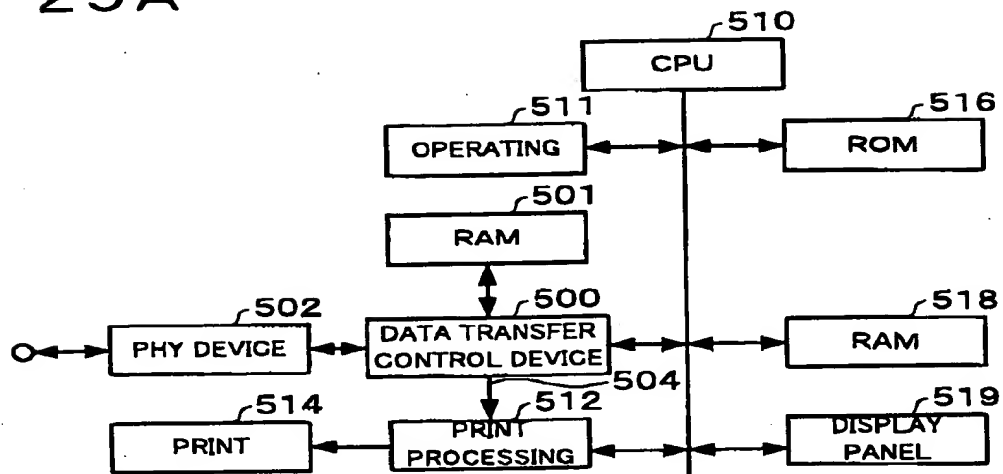 25A
510
CPU
511
OPERATING
516
ROM
501
RAM
502
PHY DEVICE
500
DATA TRANSFER
CONTROL DEVICE
518
RAM
504
514
PRINT
512
PRINT
PROCESSING
519
DISPLAY
PANEL